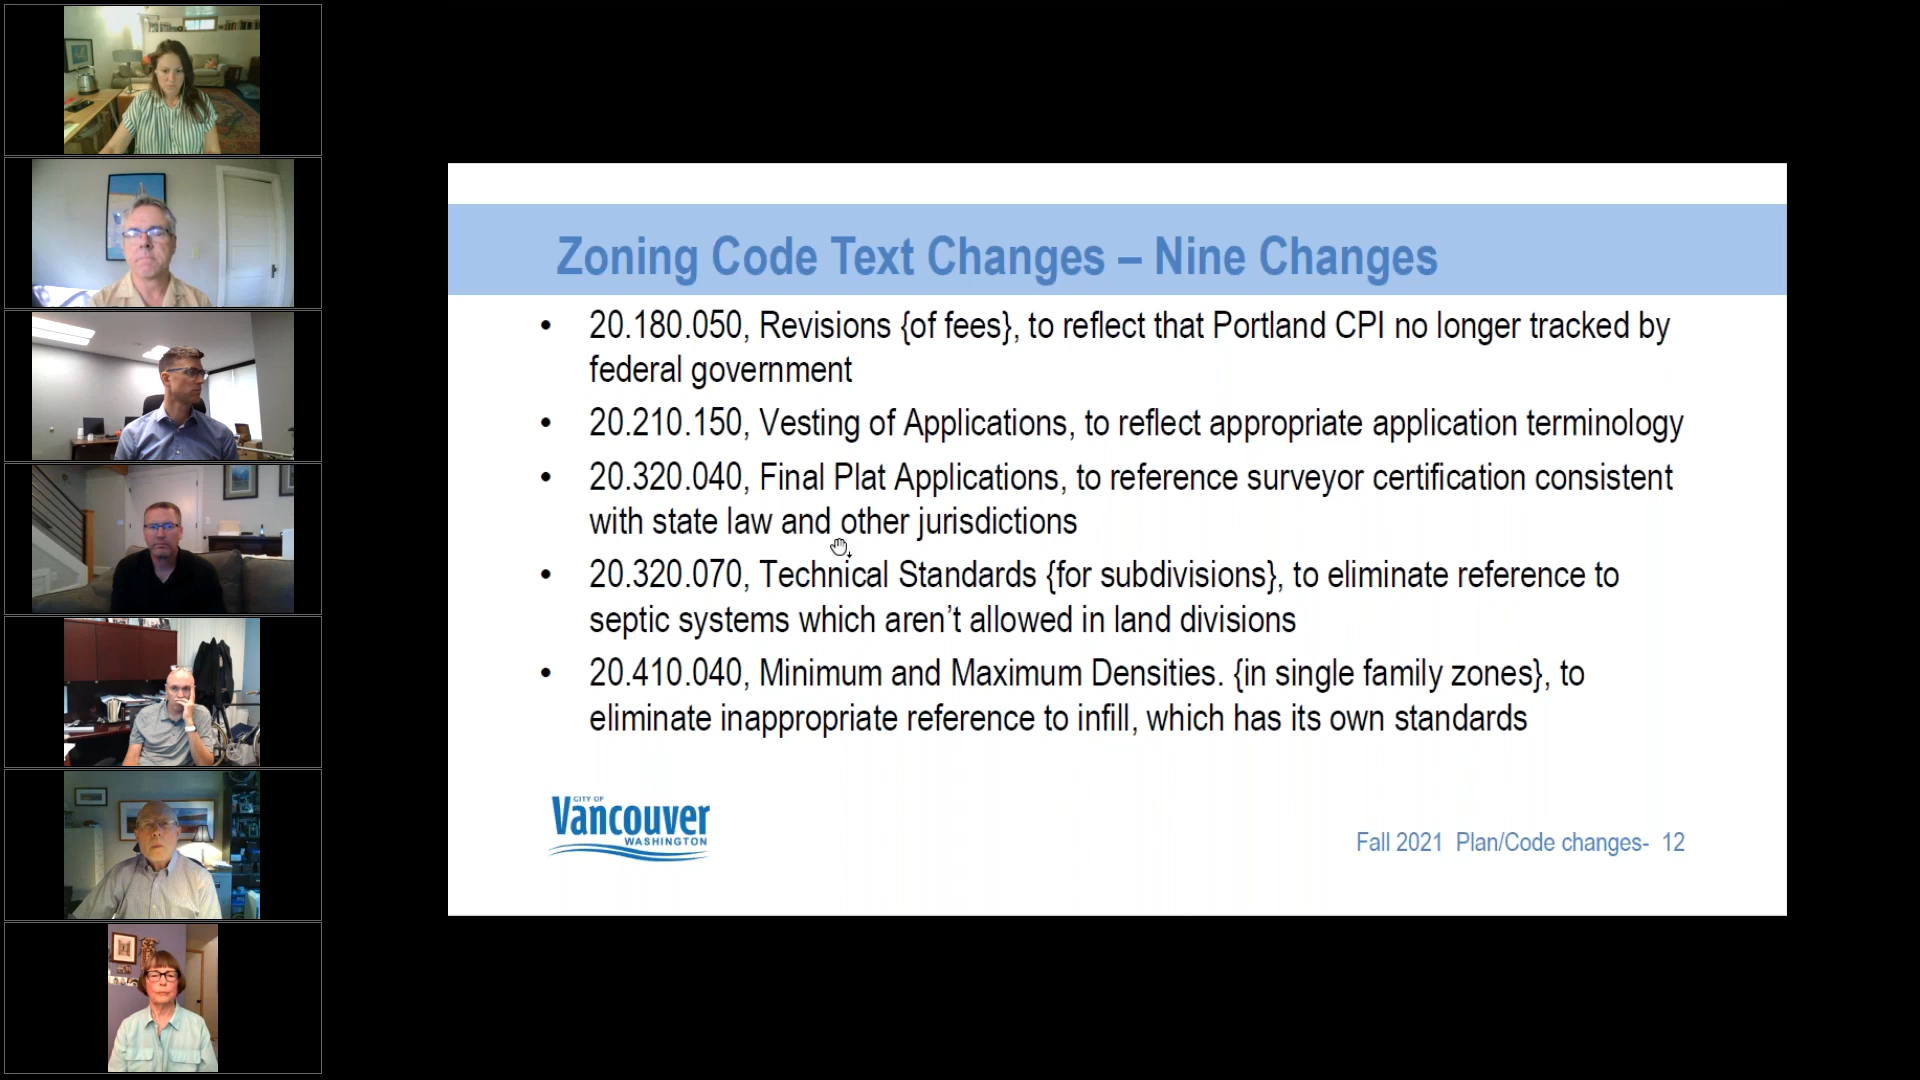 Zoning Code Text Changes – Nine Changes
• 20.180.050, Revisions {of fees}, to reflect that Portland CPI no longer tracked by
federal government
• 20.210.150, Vesting of Applications, to reflect appropriate application terminology
• 20.320.040, Final Plat Applications, to reference surveyor certification consistent
with state law and other jurisdictions
• 20.320.070, Technical Standards {for subdivisions}, to eliminate reference to
septic systems which aren’t allowed in land divisions
• 20.410.040, Minimum and Maximum Densities. {in single family zones}, to
eliminate inappropriate reference to infill, which has its own standards
CITY OF
Vancouver
WASHINGTON
Fall 2021 Plan/Code changes- 12